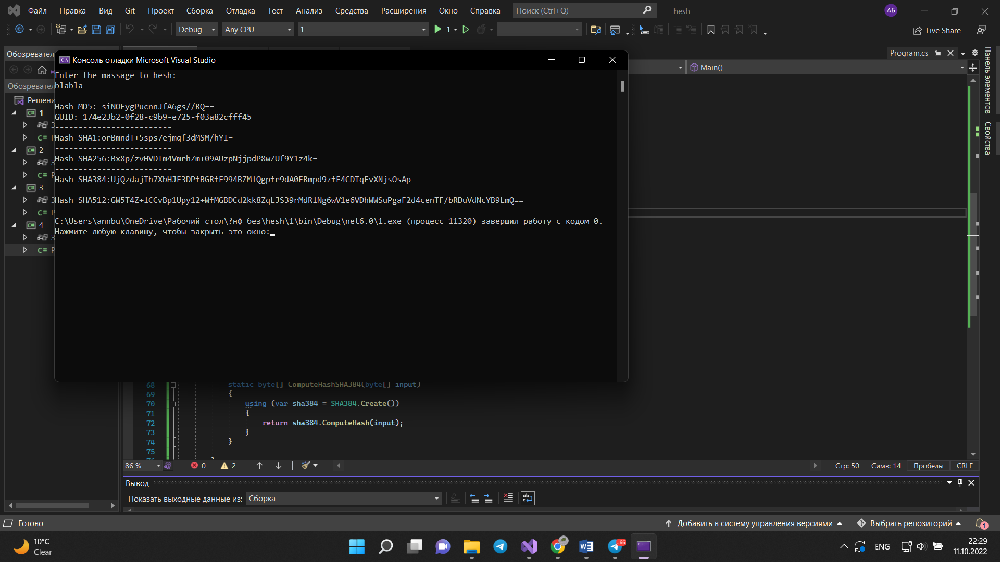 Файл Правка Вид Git Проект Сборка Отладка Тест Анализ Средства Расширения Окно Справка Поиск (Ctrl+Q) hesh АБ
Debug Any CPU 1 1 Live Share
Обозревател
Program.cs
Консоль отладки Microsoft Visual Studio
Main()
Панель элементов
Свойства
Обозревател
Решени
1
З
C# P
2
З
C# P
3
З
C# P
4
З
C# P
Enter the massage to hesh:
blabla
Hash MD5: siNOFygPucnnJfA6gs//RQ==
GUID: 174e23b2-0f28-c9b9-e725-f03a82cfff45
-------------------------
Hash SHA1:orBmndT+5sps7ejmqf3dMSM/hYI=
-------------------------
Hash SHA256:Bx8p/zvHVDIm4VmrhZm+09AUzpNjjpdP8wZUf9Y1z4k=
-------------------------
Hash SHA384:UjQzdajTh7XbHJF3DPfBGRfE994BZMlQgpfr9dA0FRmpd9zfF4CDTqEvXNjsOsAp
-------------------------
Hash SHA512:GW5T4Z+lCCvBp1Upy12+WfMGBDCd2kk8ZqLJS39rMdRlNg6wV1e6VDhWWSuPgaF2d4cenTF/bRDuVdNcYB9LmQ==
C:\Users\annbu\OneDrive\Рабочий стол\?нф без\hesh\1\bin\Debug\net6.0\1.exe (процесс 11320) завершил работу с кодом 0.
Нажмите любую клавишу, чтобы закрыть это окно:
68 static byte[] ComputeHashSHA384(byte[] input)
69 {
70 using (var sha384 = SHA384.Create())
71 {
72 return sha384.ComputeHash(input);
73 }
74 }
75
86 % 0 2 Стр: 50 Симв: 14 Пробелы CRLF
Вывод
Показать выходные данные из: Сборка
Готово Добавить в систему управления версиями Выбрать репозиторий 1
10°C
Clear
66
ENG
22:29
11.10.2022